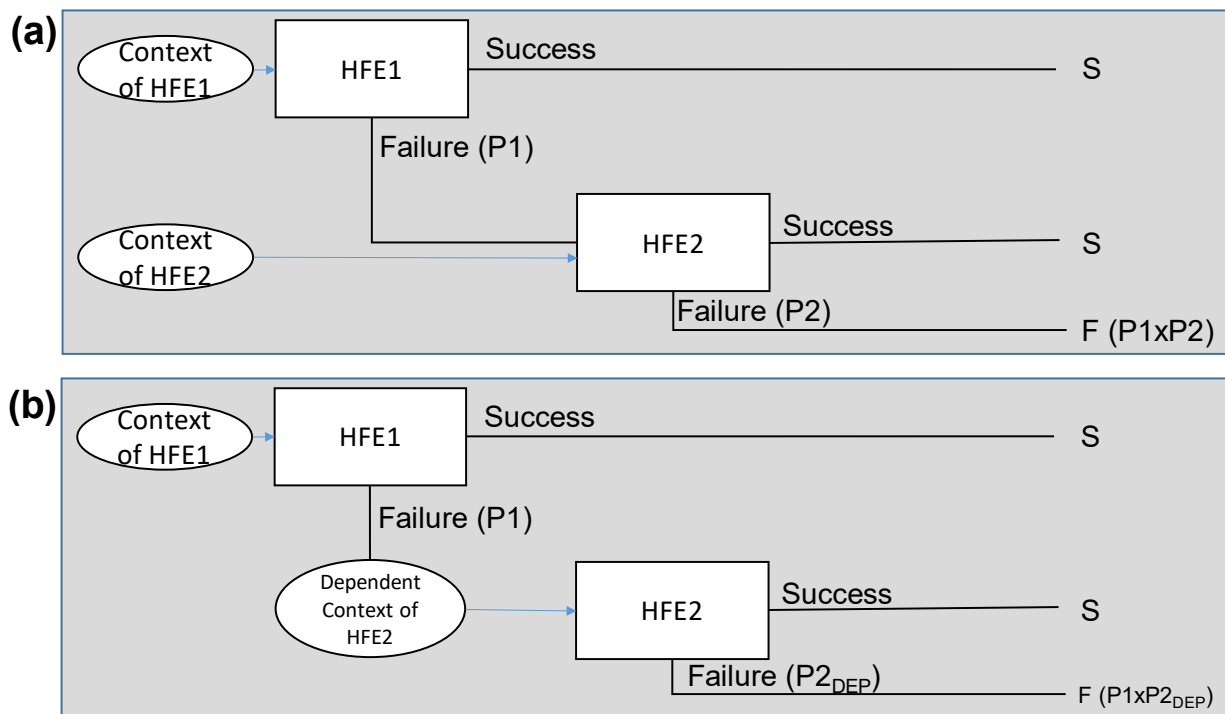 (a)
Context
of HFE1
HFE1
Success
S
Failure (P1)
Context
of HFE2
HFE2
Success
S
Failure (P2)
F (P1xP2)
(b)
Context
of HFE1
HFE1
Success
S
Failure (P1)
Dependent
Context of
HFE2
HFE2
Success
S
Failure (P2DEP)
F (P1xP2DEP)